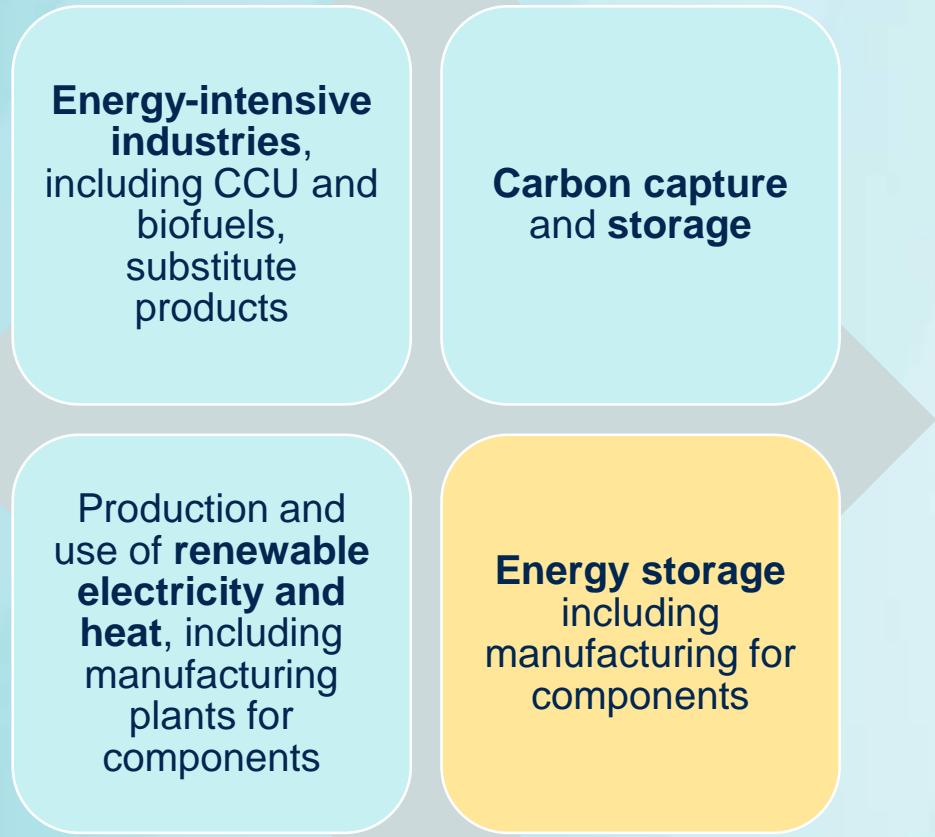 Energy-intensive
industries,
including CCU and
biofuels,
substitute
products
Carbon capture
and storage
Production and
use of renewable
electricity and
heat, including
manufacturing
plants for
components
Energy storage
including
manufacturing for
components